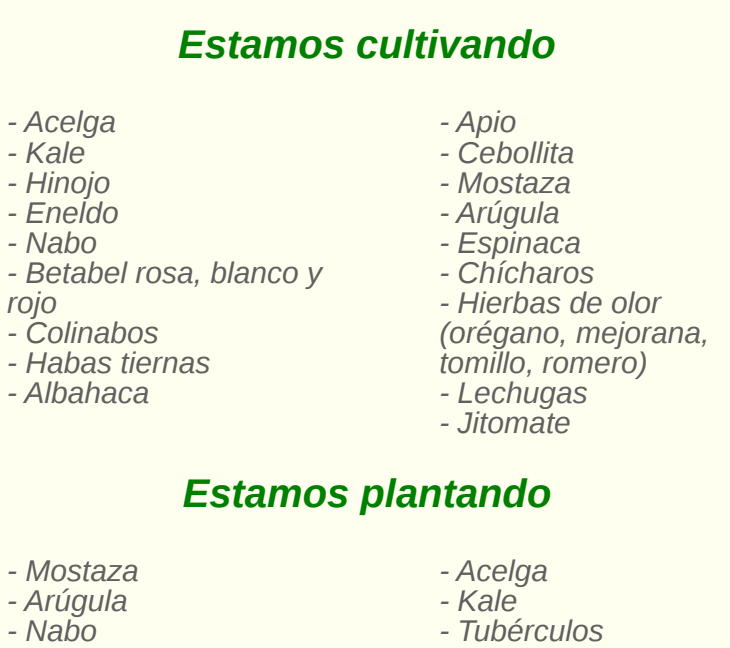 Estamos cultivando
- Acelga
- Kale
- Hinojo
- Eneldo
- Nabo
- Betabel rosa, blanco y
rojo
- Colinabos
- Habas tiernas
- Albahaca
- Apio
- Cebollita
- Mostaza
- Arúgula
- Espinaca
- Chícharos
- Hierbas de olor
(orégano, mejorana,
tomillo, romero)
- Lechugas
- Jitomate
Estamos plantando
- Mostaza
- Arúgula
- Nabo
- Acelga
- Kale
- Tubérculos